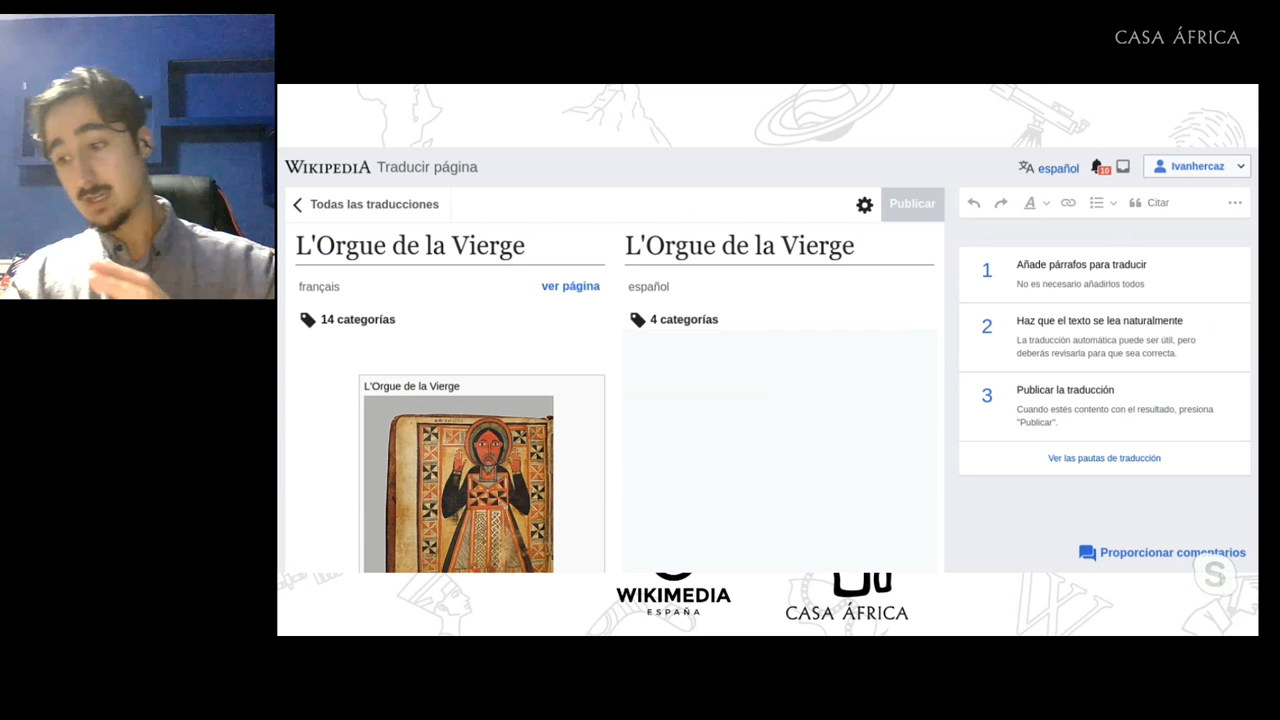 CASA ÁFRICA
WIKIPEDIA Traducir página
español
10
Ivanhercaz
Todas las traducciones
Publicar
Citar
L'Orgue de la Vierge
français
ver página
14 categorías
L'Orgue de la Vierge
L'Orgue de la Vierge
español
4 categorías
1
Añade párrafos para traducir
No es necesario añadirlos todos
2
Haz que el texto se lea naturalmente
La traducción automática puede ser útil, pero
deberás revisarla para que sea correcta.
3
Publicar la traducción
Cuando estés contento con el resultado, presiona
"Publicar".
Ver las pautas de traducción
Proporcionar comentarios
WIKIMEDIA
ESPAÑA
CASA ÁFRICA